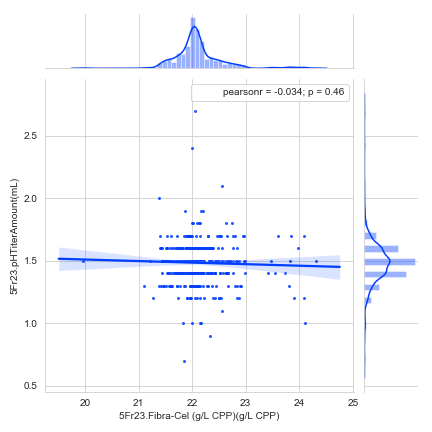 pearsonr = -0.034; p = 0.46
2.5
2.0
1.5
1.0
0.5
5Fr23.pHTiterAmount(mL)
20 21 22 23 24 25
5Fr23.Fibra-Cel (g/L CPP)(g/L CPP)